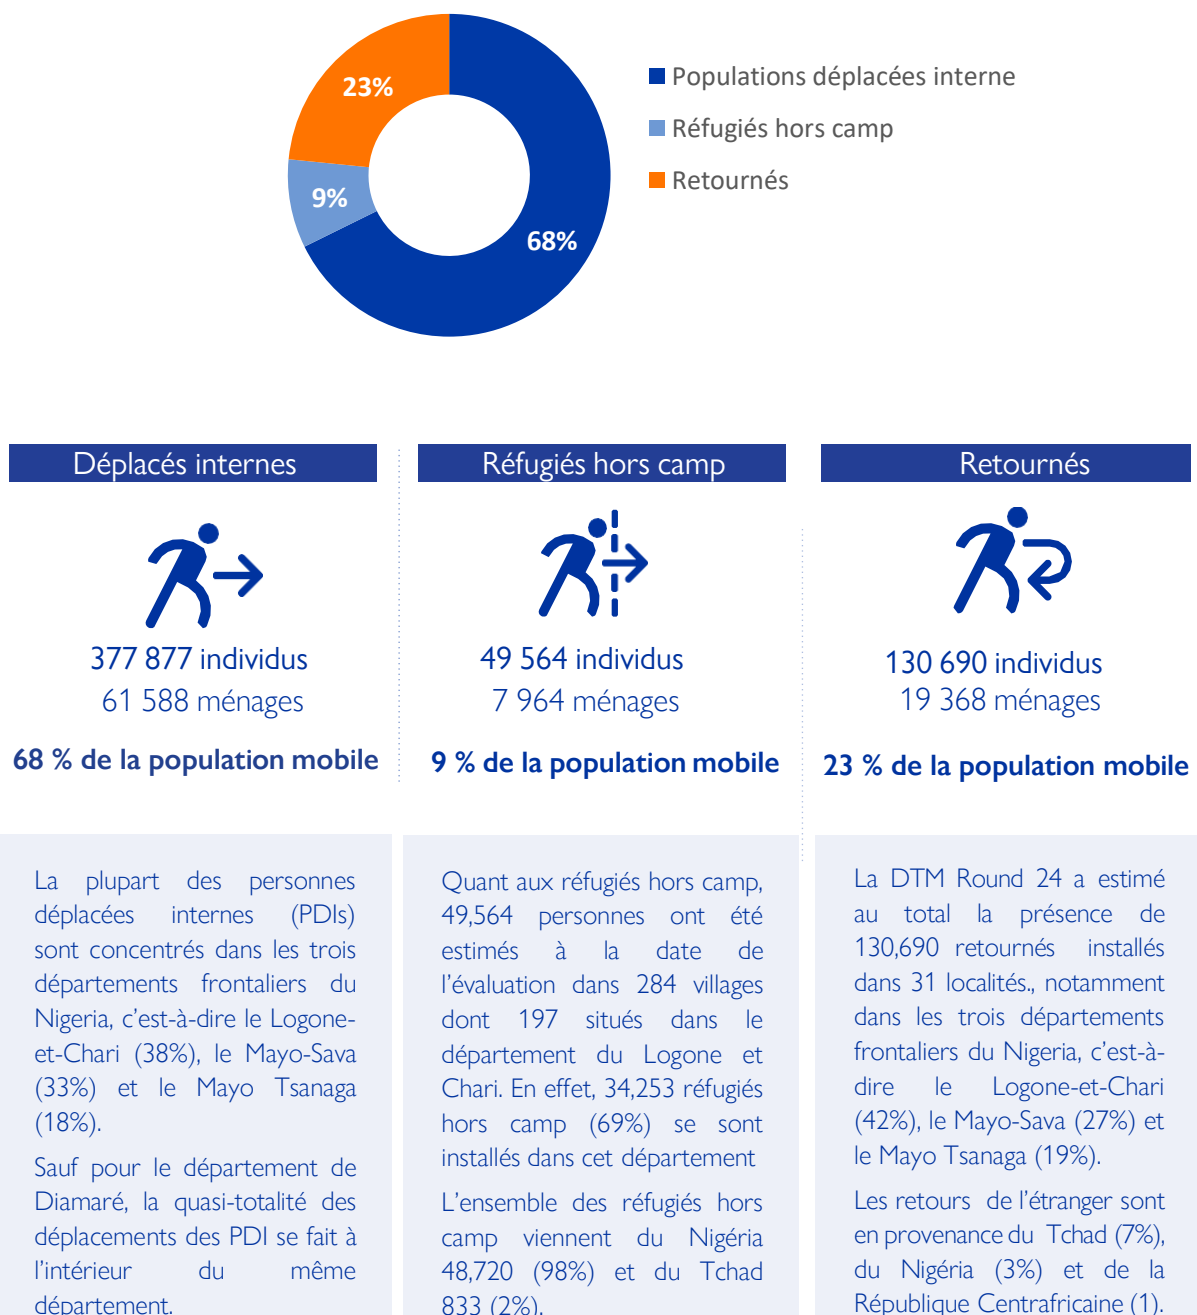 23%
9%
68%
Populations déplacées interne
Réfugiés hors camp
Retournés
Déplacés internes
377 877 individus
61 588 ménages
68 % de la population mobile
La plupart des personnes
déplacées internes (PDIs)
sont concentrés dans les trois
départements frontaliers du
Nigeria, c’est-à-dire le Logone-
et-Chari (38%), le Mayo-Sava
(33%) et le Mayo Tsanaga
(18%).
Sauf pour le département de
Diamaré, la quasi-totalité des
déplacements des PDI se fait à
l’intérieur du même
département.
Réfugiés hors camp
49 564 individus
7 964 ménages
9 % de la population mobile
Quant aux réfugiés hors camp,
49,564 personnes ont été
estimés à la date de
l’évaluation dans 284 villages
dont 197 situés dans le
département du Logone et
Chari. En effet, 34,253 réfugiés
hors camp (69%) se sont
installés dans cet département
L’ensemble des réfugiés hors
camp viennent du Nigéria
48,720 (98%) et du Tchad
833 (2%).
Retournés
130 690 individus
19 368 ménages
23 % de la population mobile
La DTM Round 24 a estimé
au total la présence de
130,690 retournés installés
dans 31 localités., notamment
dans les trois départements
frontaliers du Nigeria, c’est-à-
dire le Logone-et-Chari
(42%), le Mayo-Sava (27%) et
le Mayo Tsanaga (19%).
Les retours de l’étranger sont
en provenance du Tchad (7%),
du Nigéria (3%) et de la
République Centrafricaine (1).